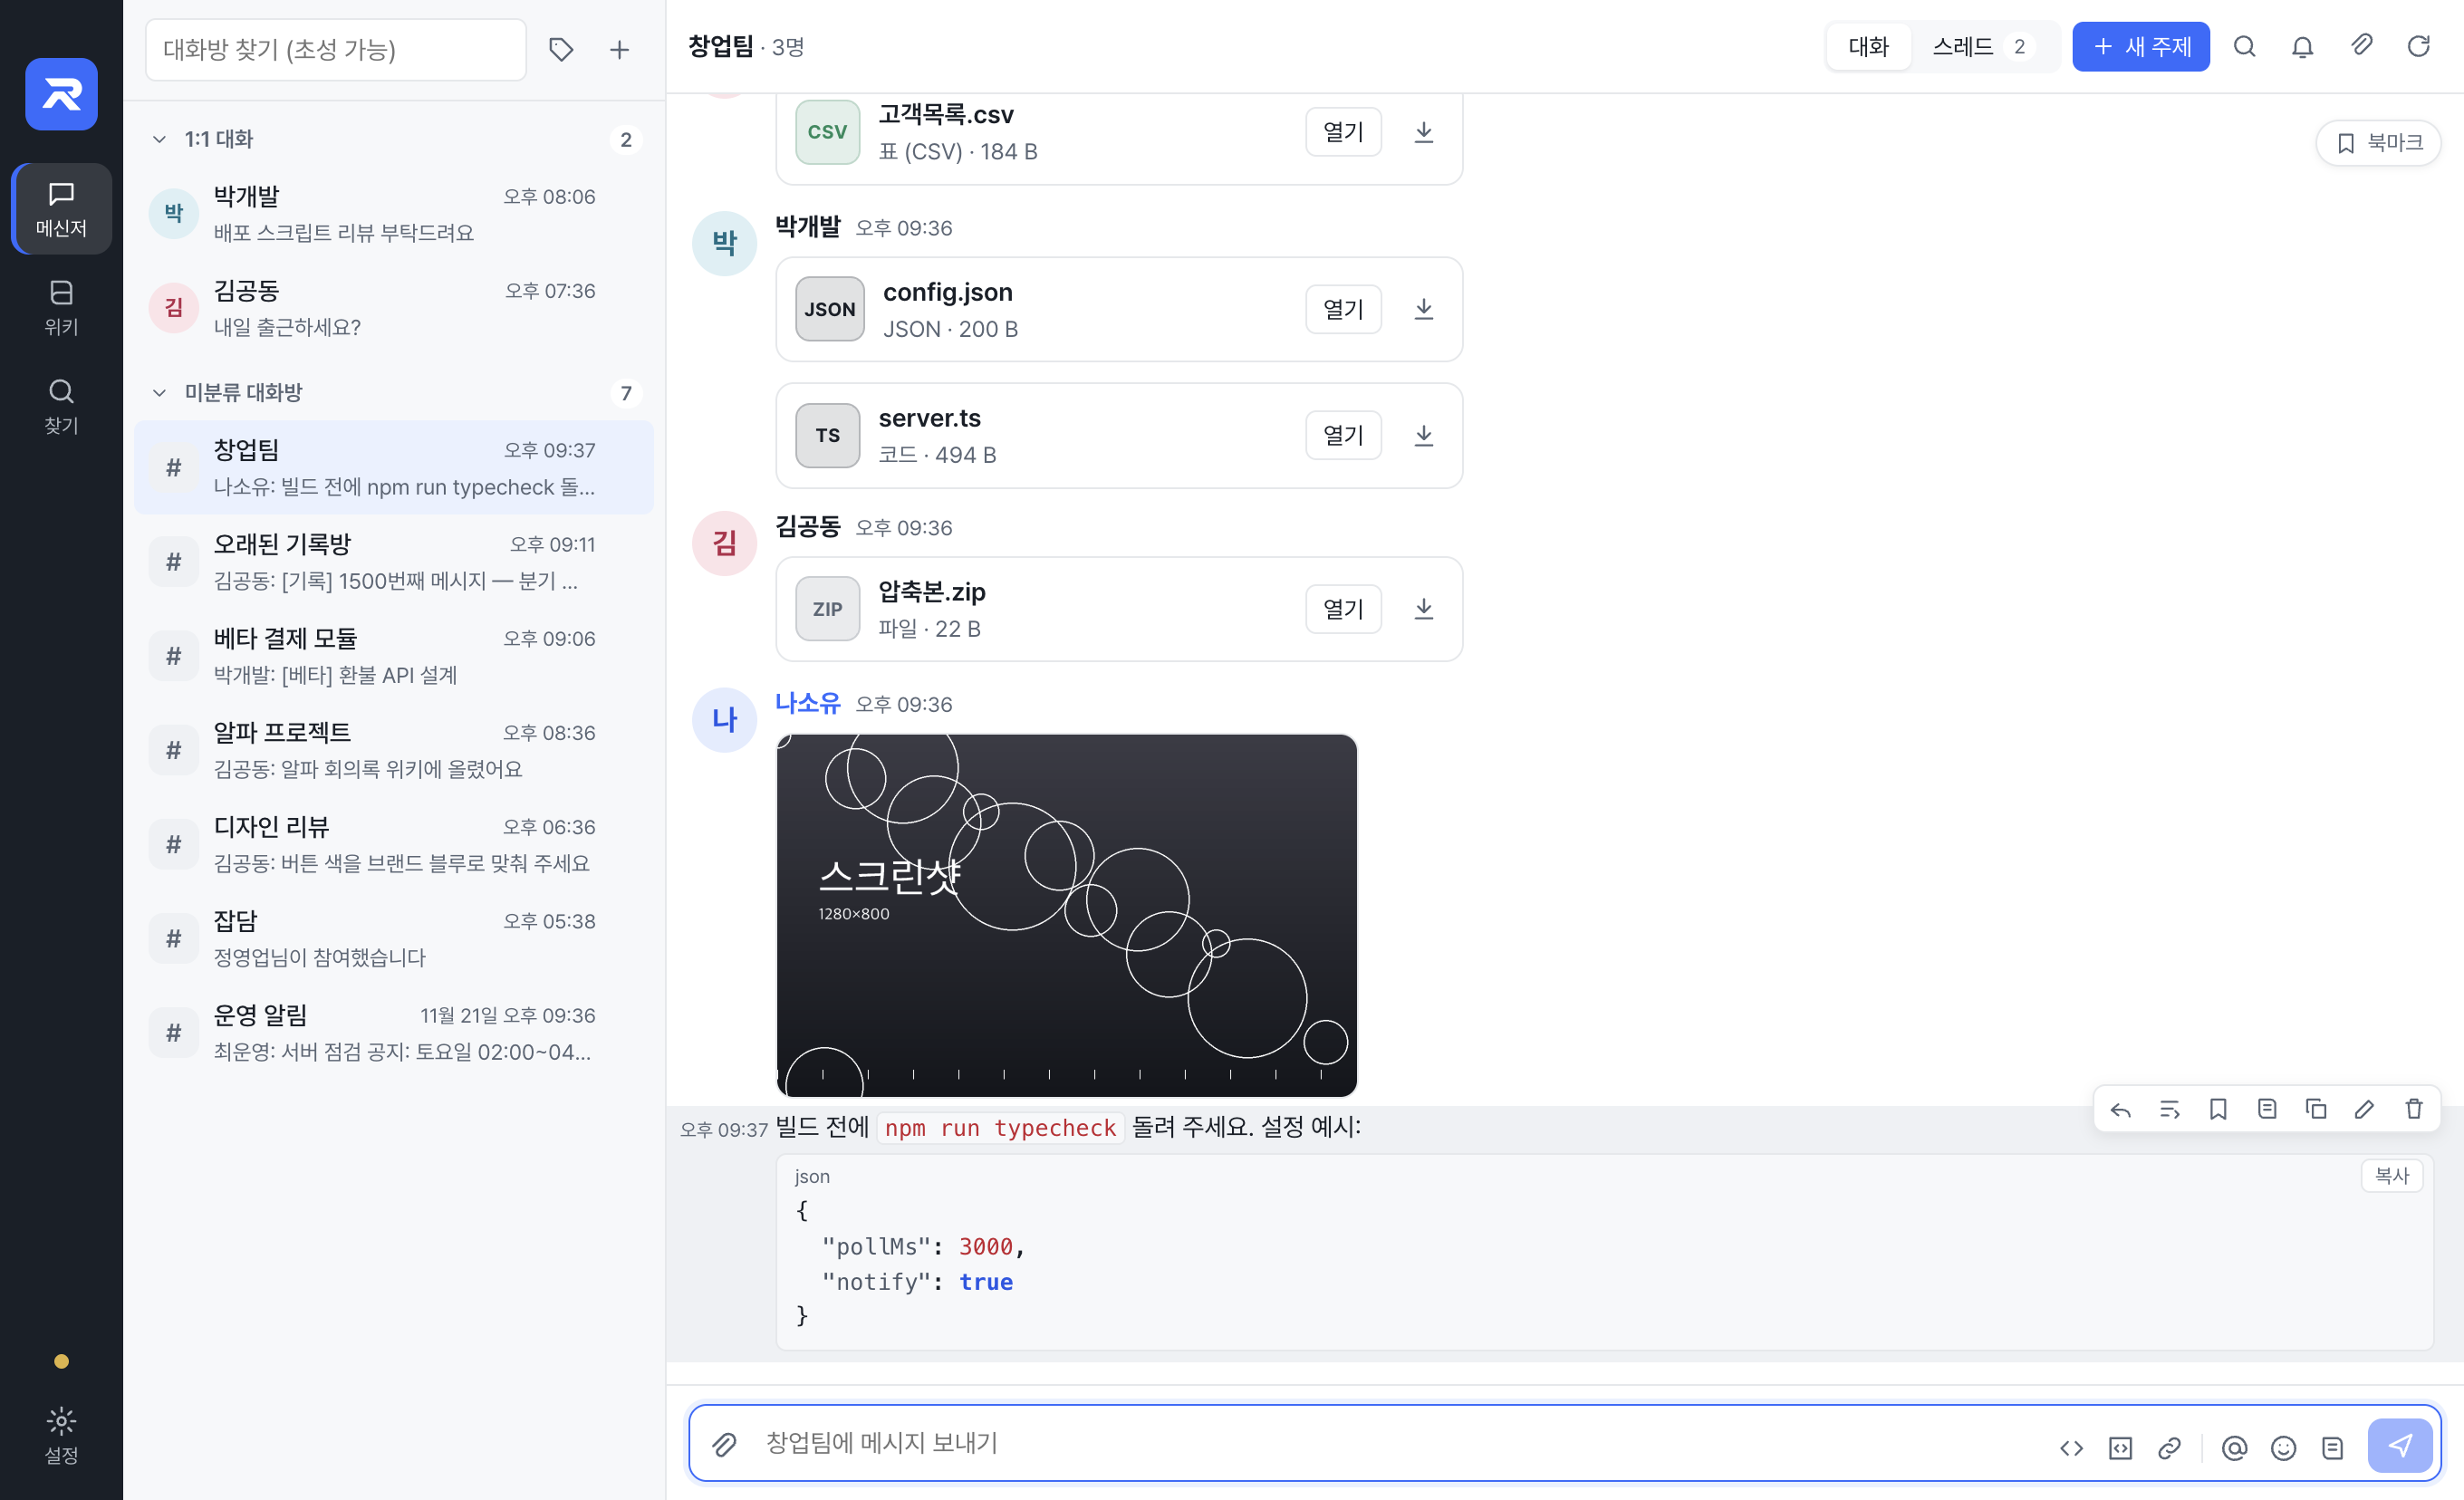 메신저
위키
찾기
설정
대화방 찾기 (초성 가능)
1:1 대화 2
박 박개발 오후 08:06
배포 스크립트 리뷰 부탁드려요
김 김공동 오후 07:36
내일 출근하세요?
미분류 대화방 7
# 창업팀 오후 09:37
나소유: 빌드 전에 npm run typecheck 돌...
# 오래된 기록방 오후 09:11
김공동: [기록] 1500번째 메시지 — 분기 ...
# 베타 결제 모듈 오후 09:06
박개발: [베타] 환불 API 설계
# 알파 프로젝트 오후 08:36
김공동: 알파 회의록 위키에 올렸어요
# 디자인 리뷰 오후 06:36
김공동: 버튼 색을 브랜드 블루로 맞춰 주세요
# 잡담 오후 05:38
정영업님이 참여했습니다
# 운영 알림 11월 21일 오후 09:36
최운영: 서버 점검 공지: 토요일 02:00~04...
창업팀 · 3명
대화 스레드 2 + 새 주제
북마크
CSV 고객목록.csv
표 (CSV) · 184 B
열기
박 박개발 오후 09:36
JSON config.json
JSON · 200 B
열기
TS server.ts
코드 · 494 B
열기
김 김공동 오후 09:36
ZIP 압축본.zip
파일 · 22 B
열기
나 나소유 오후 09:36
스크린샷
1280×800
오후 09:37 빌드 전에 npm run typecheck 돌려 주세요. 설정 예시:
json 복사
{
"pollMs": 3000,
"notify": true
}
창업팀에 메시지 보내기